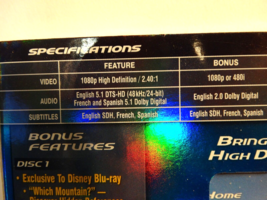 SPECIFICATIONS
FEATURE BONUS
VIDEO 1080p High Definition / 2.40:1 1080p or 480i
AUDIO English 5.1 DTS-HD (48kHz/24-bit) English 2.0 Dolby Digital
French and Spanish 5.1 Dolby Digital
SUBTITLES English SDH, French, Spanish English SDH, French, Spanish
BONUS
FEATURES
DISC 1
• Exclusive To Disney Blu-ray
• "Which Mountain?" —
Discover Hidden References
BRING
HIGH D
HOME